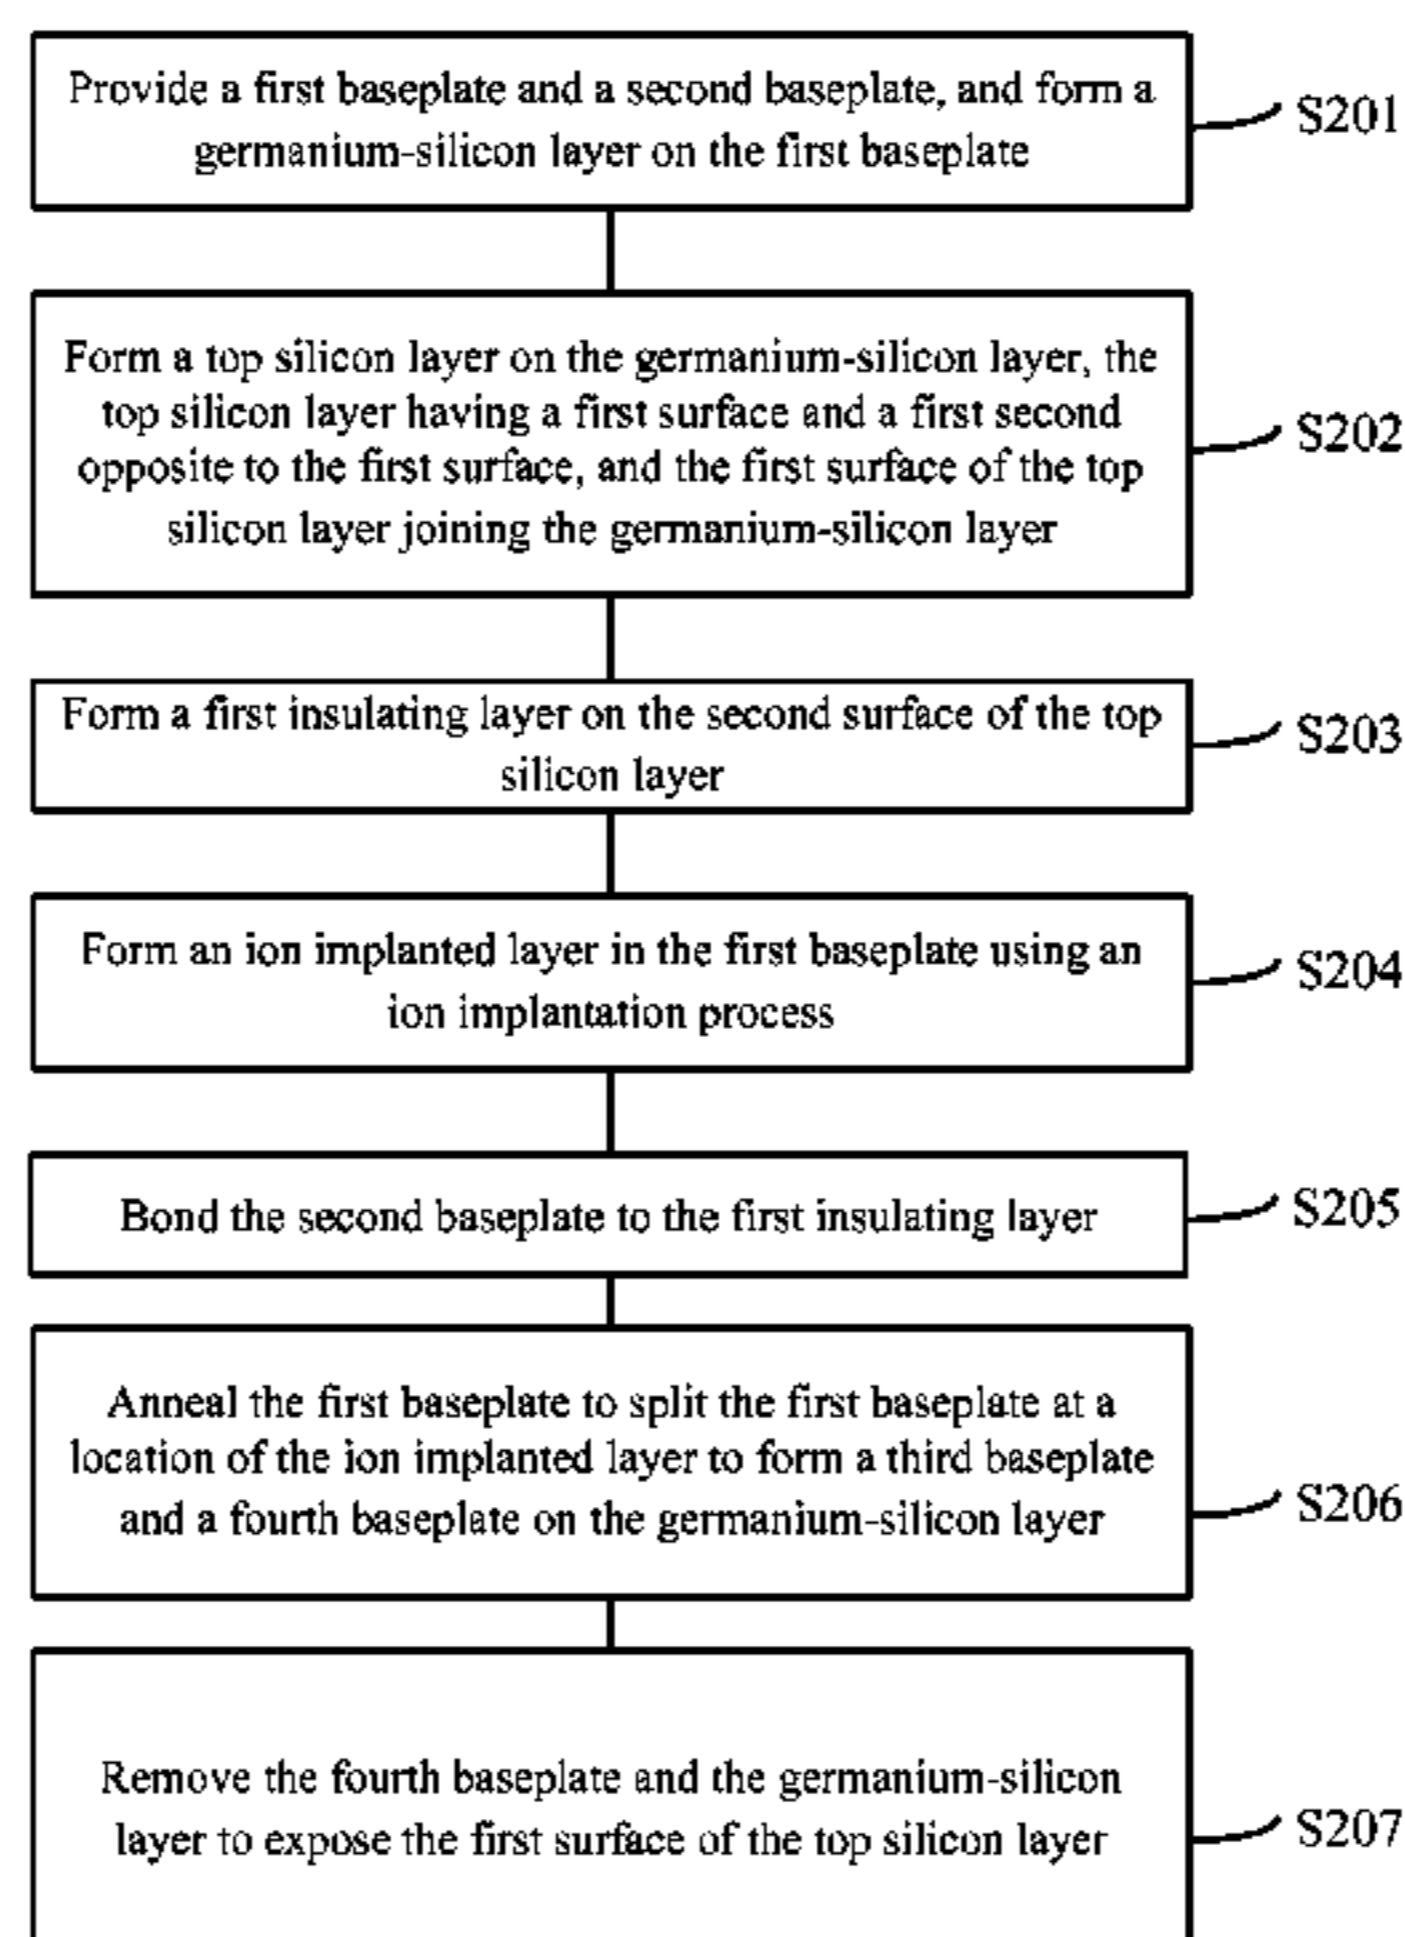 Provide a first baseplate and a second baseplate, and form a
germanium-silicon layer on the first baseplate
S201
Form a top silicon layer on the germanium-silicon layer, the
top silicon layer having a first surface and a first second
opposite to the first surface, and the first surface of the top
silicon layer joining the germanium-silicon layer
S202
Form a first insulating layer on the second surface of the top
silicon layer
S203
Form an ion implanted layer in the first baseplate using an
ion implantation process
S204
Bond the second baseplate to the first insulating layer
S205
Anneal the first baseplate to split the first baseplate at a
location of the ion implanted layer to form a third baseplate
and a fourth baseplate on the germanium-silicon layer
S206
Remove the fourth baseplate and the germanium-silicon
layer to expose the first surface of the top silicon layer
S207